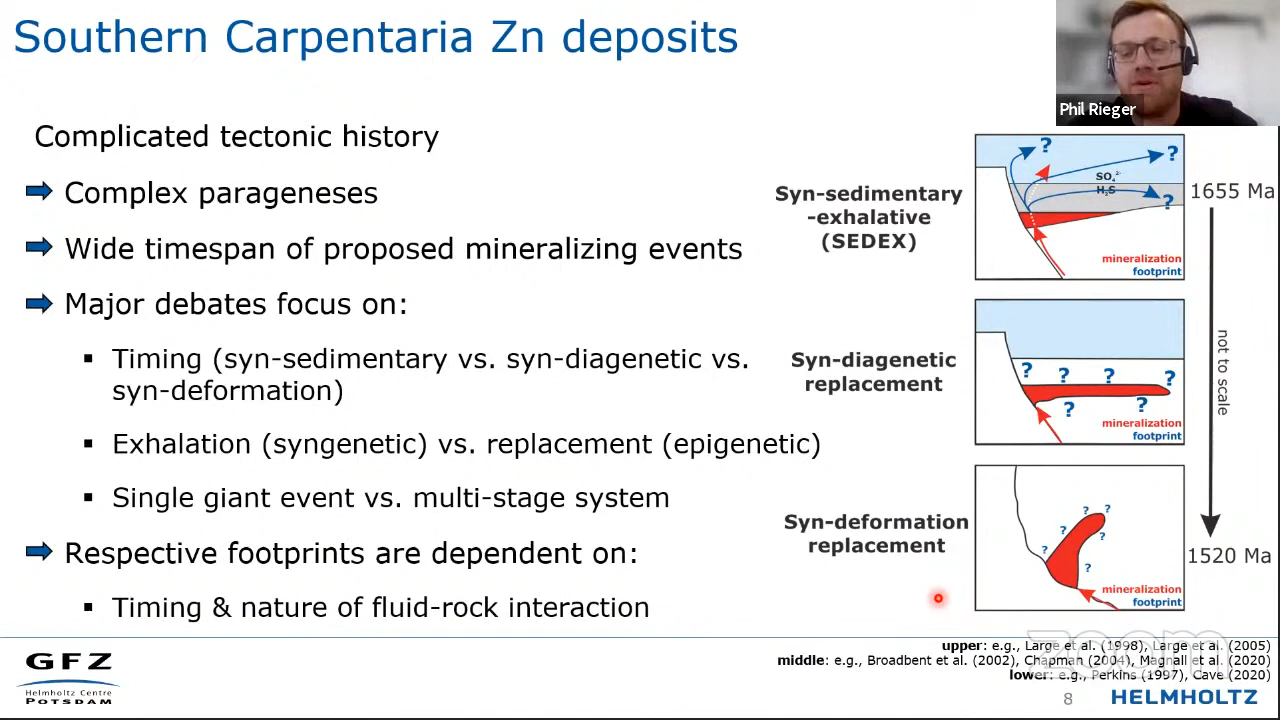 Southern Carpentaria Zn deposits
Phil Rieger
Complicated tectonic history
Complex parageneses
Wide timespan of proposed mineralizing events
Major debates focus on:
▪ Timing (syn-sedimentary vs. syn-diagenetic vs.
syn-deformation)
▪ Exhalation (syngenetic) vs. replacement (epigenetic)
▪ Single giant event vs. multi-stage system
Respective footprints are dependent on:
▪ Timing & nature of fluid-rock interaction
Syn-sedimentary
-exhalative
(SEDEX)
? ?
SO₄²⁻
H₂S
?
mineralization
footprint
1655 Ma
Syn-diagenetic
replacement
? ? ? ?
? ?
mineralization
footprint
not to scale
Syn-deformation
replacement
? ?
? ?
? ?
mineralization
footprint
1520 Ma
upper: e.g., Large et al. (1998), Large et al. (2005)
middle: e.g., Broadbent et al. (2002), Chapman (2004), Magnall et al. (2020)
lower: e.g., Perkins (1997), Cave (2020)
zoom
GFZ
Helmholtz Centre
POTSDAM
8
HELMHOLTZ